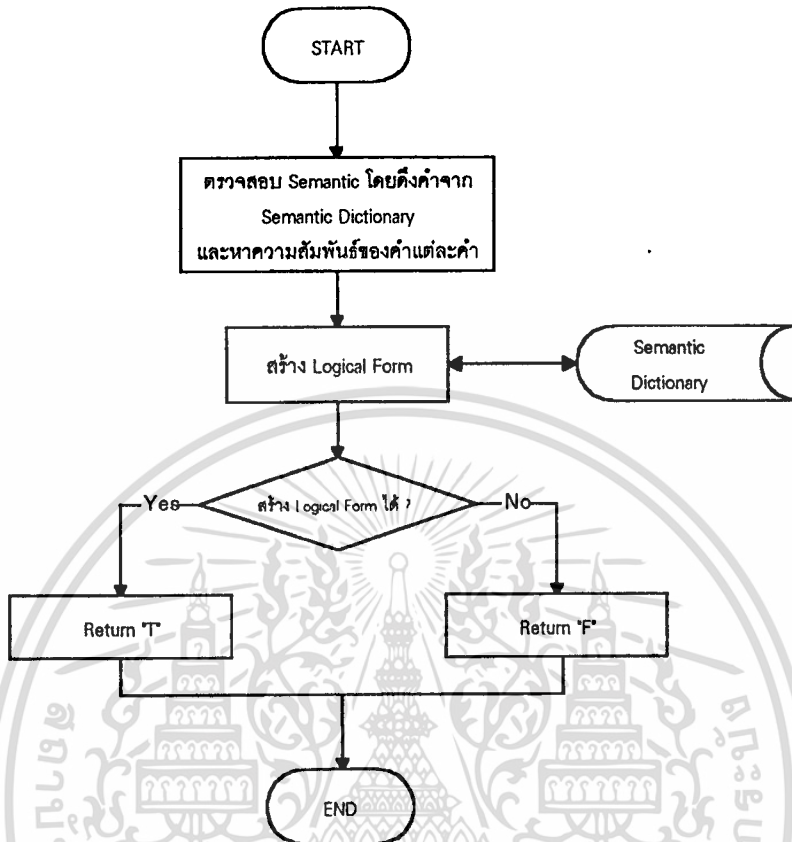 START
ตรวจสอบ Semantic โดยดึงคำจาก
Semantic Dictionary
และหาความสัมพันธ์ของคำแต่ละคำ
สร้าง Logical Form
Semantic
Dictionary
สร้าง Logical Form ได้ ?
Yes
No
Return "T"
Return "F"
END